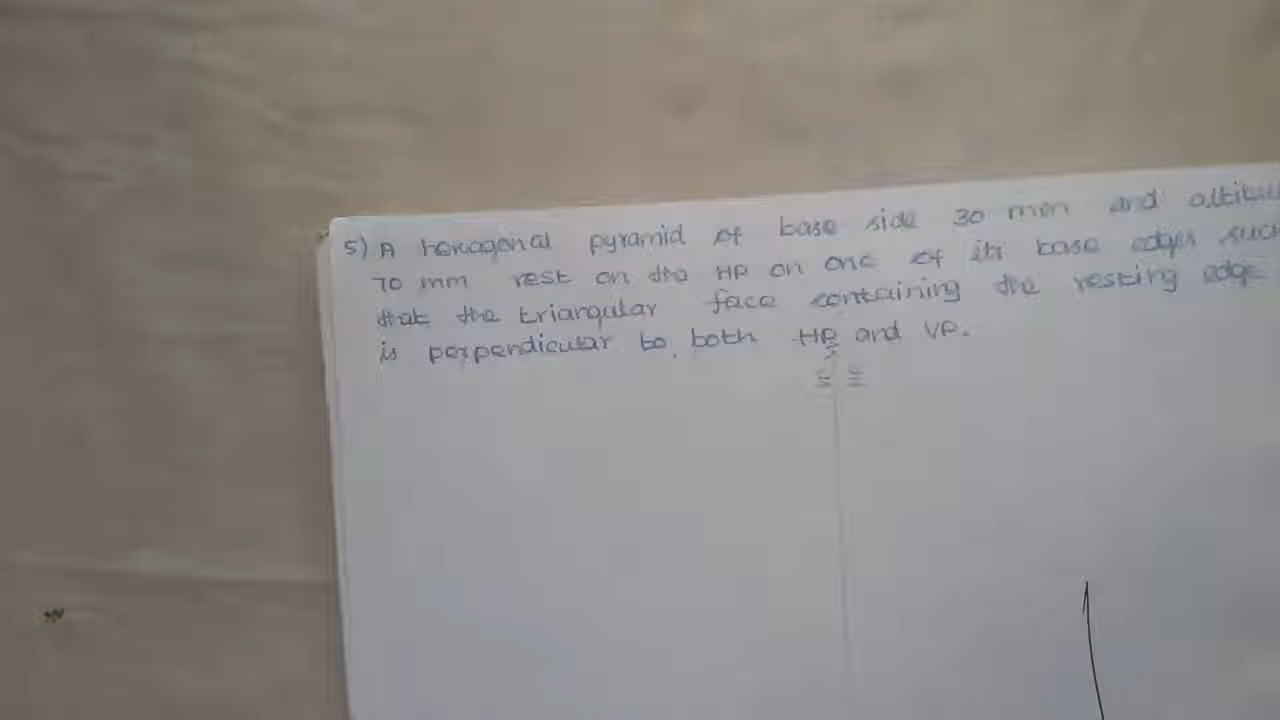 5) A hexagonal pyramid of base side 30 mm and altitu
70 mm rest on the HP on one of its base edges such
that the triangular face containing the resting edge
is perpendicular to both HP and VP.